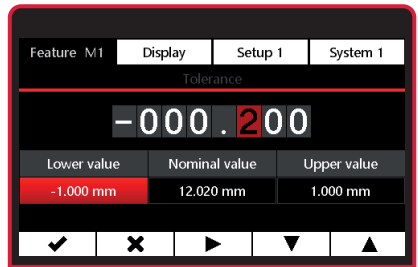 Feature M1 Display Setup 1 System 1
Tolerance
-000.200
Lower value Nominal value Upper value
-1.000 mm 12.020 mm 1.000 mm